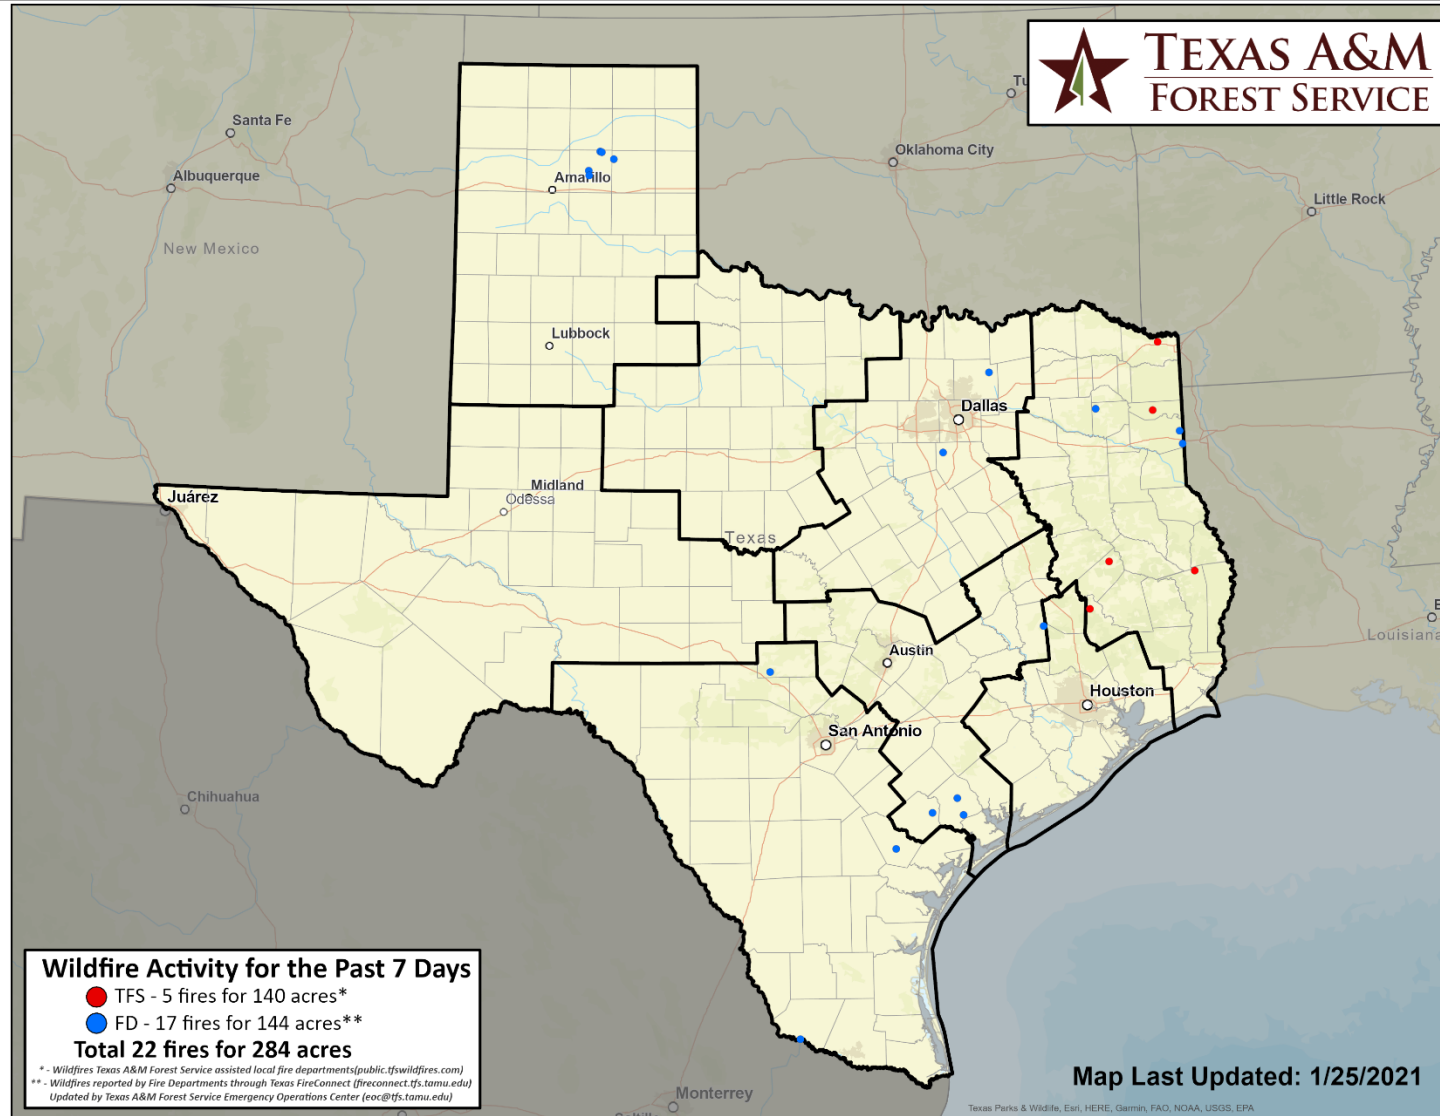 TEXAS A&M
FOREST SERVICE
Tu
Santa Fe
Oklahoma City
Albuquerque
Amarillo
Little Rock
New Mexico
Lubbock
Dallas
Juárez
Midland
Odessa
Texas
Louisiana
Austin
Houston
San Antonio
Chihuahua
Wildfire Activity for the Past 7 Days
TFS - 5 fires for 140 acres*
FD - 17 fires for 144 acres**
Total 22 fires for 284 acres
* - Wildfires Texas A&M Forest Service assisted local fire departments(public.tfswildfires.com)
** - Wildfires reported by Fire Departments through Texas FireConnect (fireconnect.tfs.tamu.edu)
Updated by Texas A&M Forest Service Emergency Operations Center (eoc@tfs.tamu.edu)
Map Last Updated: 1/25/2021
Monterrey
Texas Parks & Wildlife, Esri, HERE, Garmin, FAO, NOAA, USGS, EPA